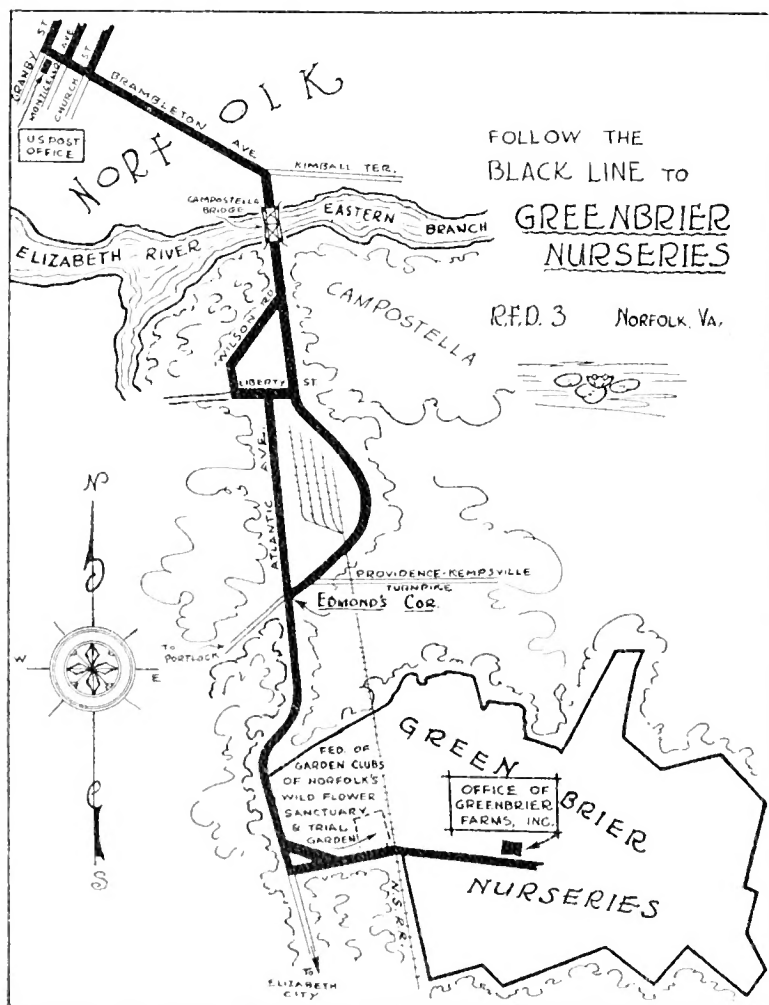 GRANBY ST
MONTICELLO AVE
CHURCH ST
U.S. POST
OFFICE
BRAMBLETON AVE.
NORFOLK
KIMBALL TER.
FOLLOW THE
BLACK LINE TO
GREENBRIER
NURSERIES
R.F.D. 3 NORFOLK, VA.
CAMPOSTELLA
BRIDGE
ELIZABETH RIVER
EASTERN BRANCH
CAMPOSTELLA
WILSON RD
LIBERTY ST
ATLANTIC AVE.
PROVIDENCE-KEMPSVILLE
TURNPIKE
EDMOND'S COR.
TO
PORTLOCK
N
W
E
S
FED. OF
GARDEN CLUBS
OF NORFOLK'S
WILD FLOWER
SANCTUARY
& TRIAL
GARDEN
GREEN BRIER
NURSERIES
OFFICE OF
GREENBRIER
FARMS, INC.
N.S.R.R.
TO
ELIZABETH
CITY